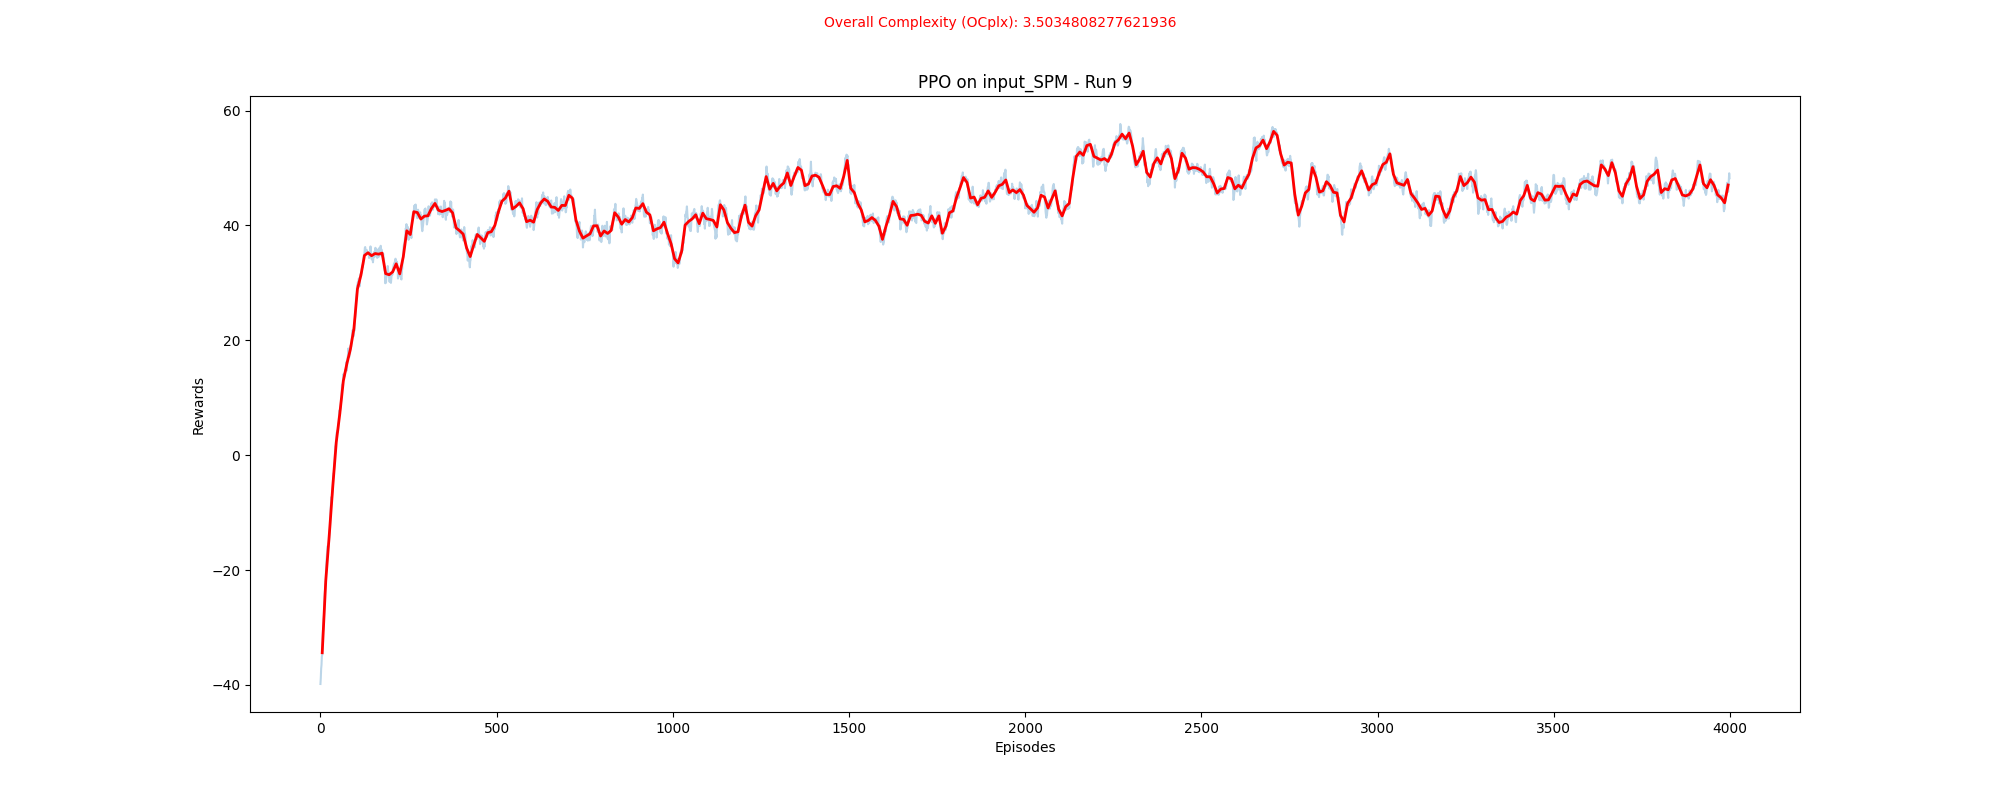 Overall Complexity (OCplx): 3.5034808277621936
PPO on input_SPM - Run 9
60
40
20
0
−20
−40
Rewards
0 500 1000 1500 2000 2500 3000 3500 4000
Episodes